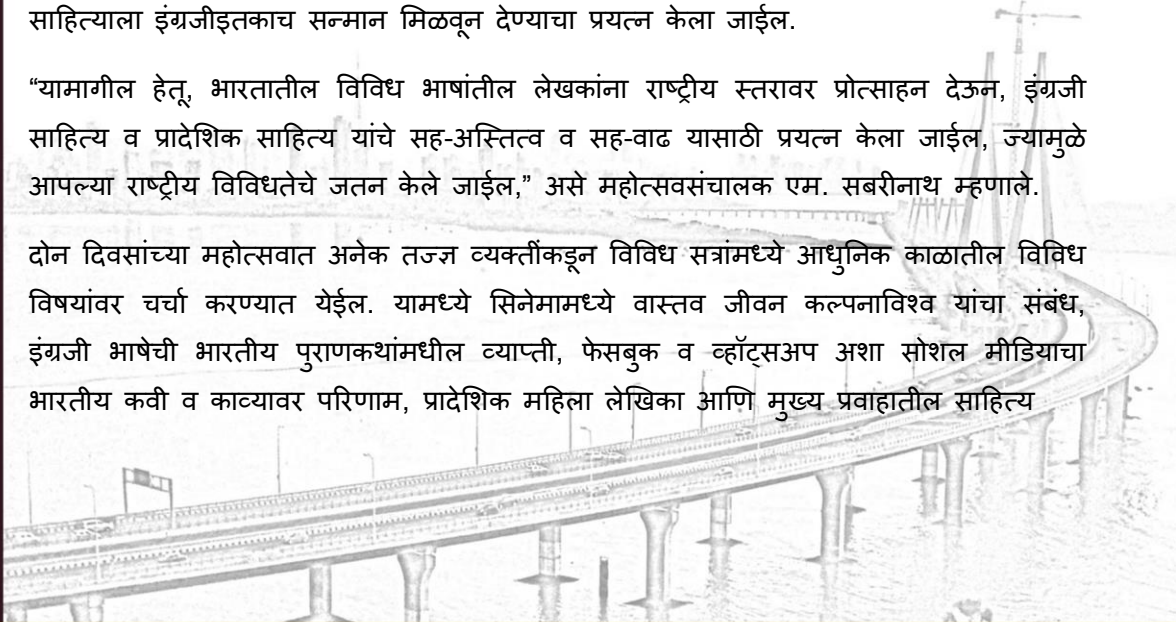 साहित्याला इंग्रजीइतकाच सन्मान मिळवून देण्याचा प्रयत्न केला जाईल.
“यामागील हेतू, भारतातील विविध भाषांतील लेखकांना राष्ट्रीय स्तरावर प्रोत्साहन देऊन, इंग्रजी
साहित्य व प्रादेशिक साहित्य यांचे सह-अस्तित्व व सह-वाढ यासाठी प्रयत्न केला जाईल, ज्यामुळे
आपल्या राष्ट्रीय विविधतेचे जतन केले जाईल,” असे महोत्सवसंचालक एम. सबरीनाथ म्हणाले.
दोन दिवसांच्या महोत्सवात अनेक तज्ज्ञ व्यक्तींकडून विविध सत्रांमध्ये आधुनिक काळातील विविध
विषयांवर चर्चा करण्यात येईल. यामध्ये सिनेमामध्ये वास्तव जीवन कल्पनाविश्व यांचा संबंध,
इंग्रजी भाषेची भारतीय पुराणकथांमधील व्याप्ती, फेसबुक व व्हॉट्सअप अशा सोशल मीडियाचा
भारतीय कवी व काव्यावर परिणाम, प्रादेशिक महिला लेखिका आणि मुख्य प्रवाहातील साहित्य